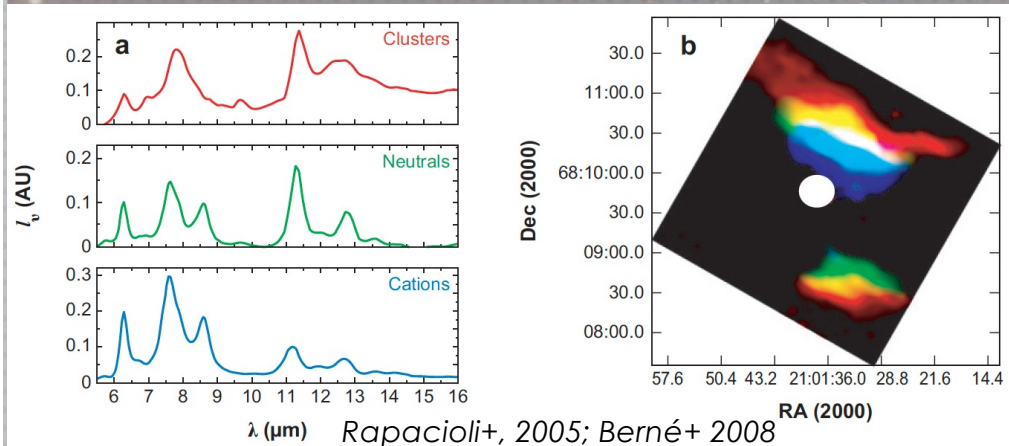 a
Clusters
0.2
0.1
0
Neutrals
0.2
0.1
0
Cations
0.3
0.2
0.1
0
6 7 8 9 10 11 12 13 14 15 16
λ (μm)
Iν (AU)
b
30.0
11:00.0
30.0
68:10:00.0
30.0
09:00.0
30.0
08:00.0
57.6 50.4 43.2 21:01:36.0 28.8 21.6 14.4
RA (2000)
Dec (2000)
Rapacioli+, 2005; Berné+ 2008